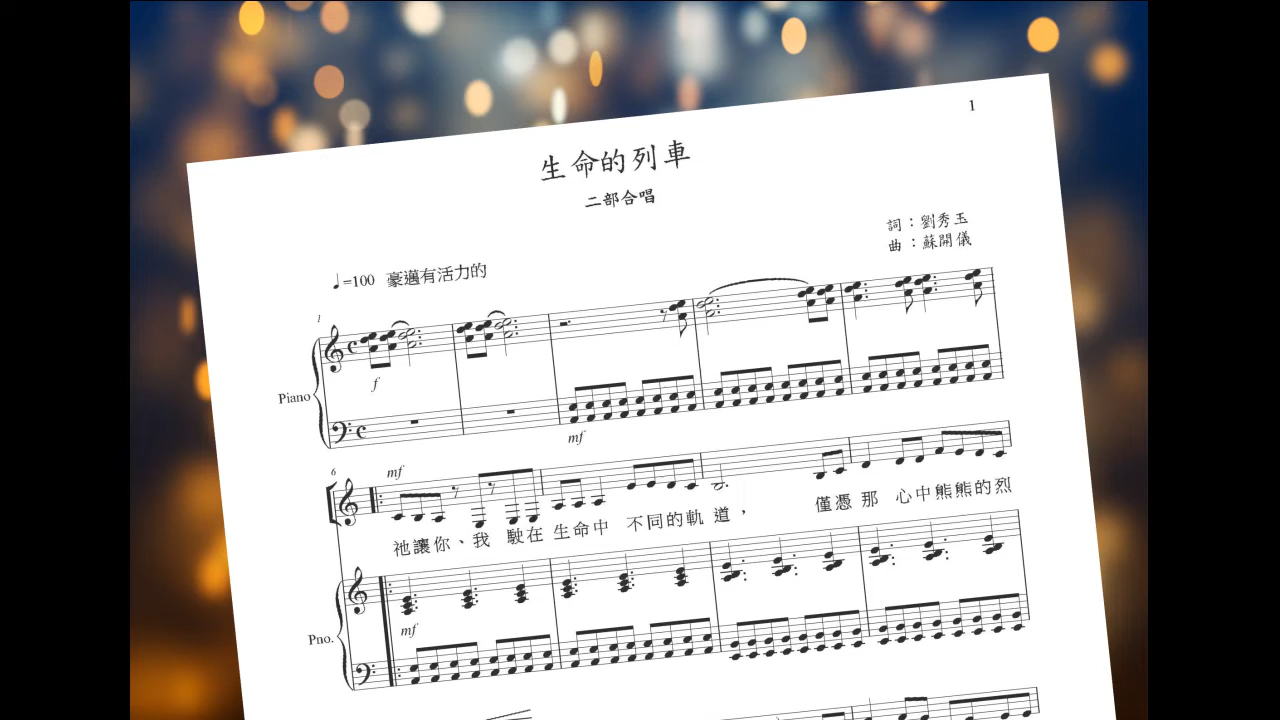 1
生命的列車
二部合唱
詞：劉秀玉
曲：蘇開儀
♩=100 豪邁有活力的
1
f
Piano
mf
6
mf
祂讓你、我 駛在 生命中 不同的軌 道， 僅憑 那 心中熊熊的烈
mf
Pno.